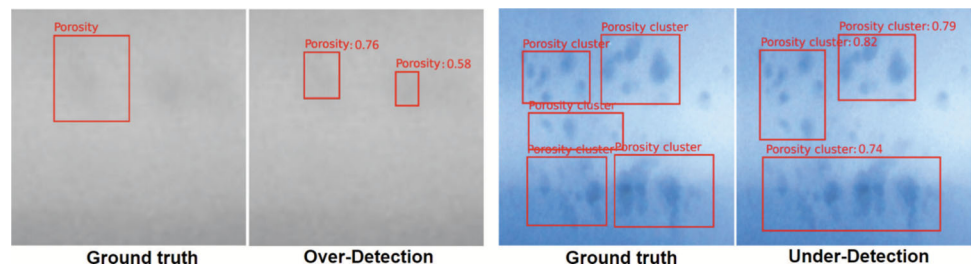 Porosity
Porosity: 0.76
Porosity: 0.58
Porosity cluster
Porosity cluster
Porosity cluster
Porosity cluster
Porosity cluster
Porosity cluster: 0.79
Porosity cluster: 0.82
Porosity cluster: 0.74
Ground truth
Over-Detection
Ground truth
Under-Detection